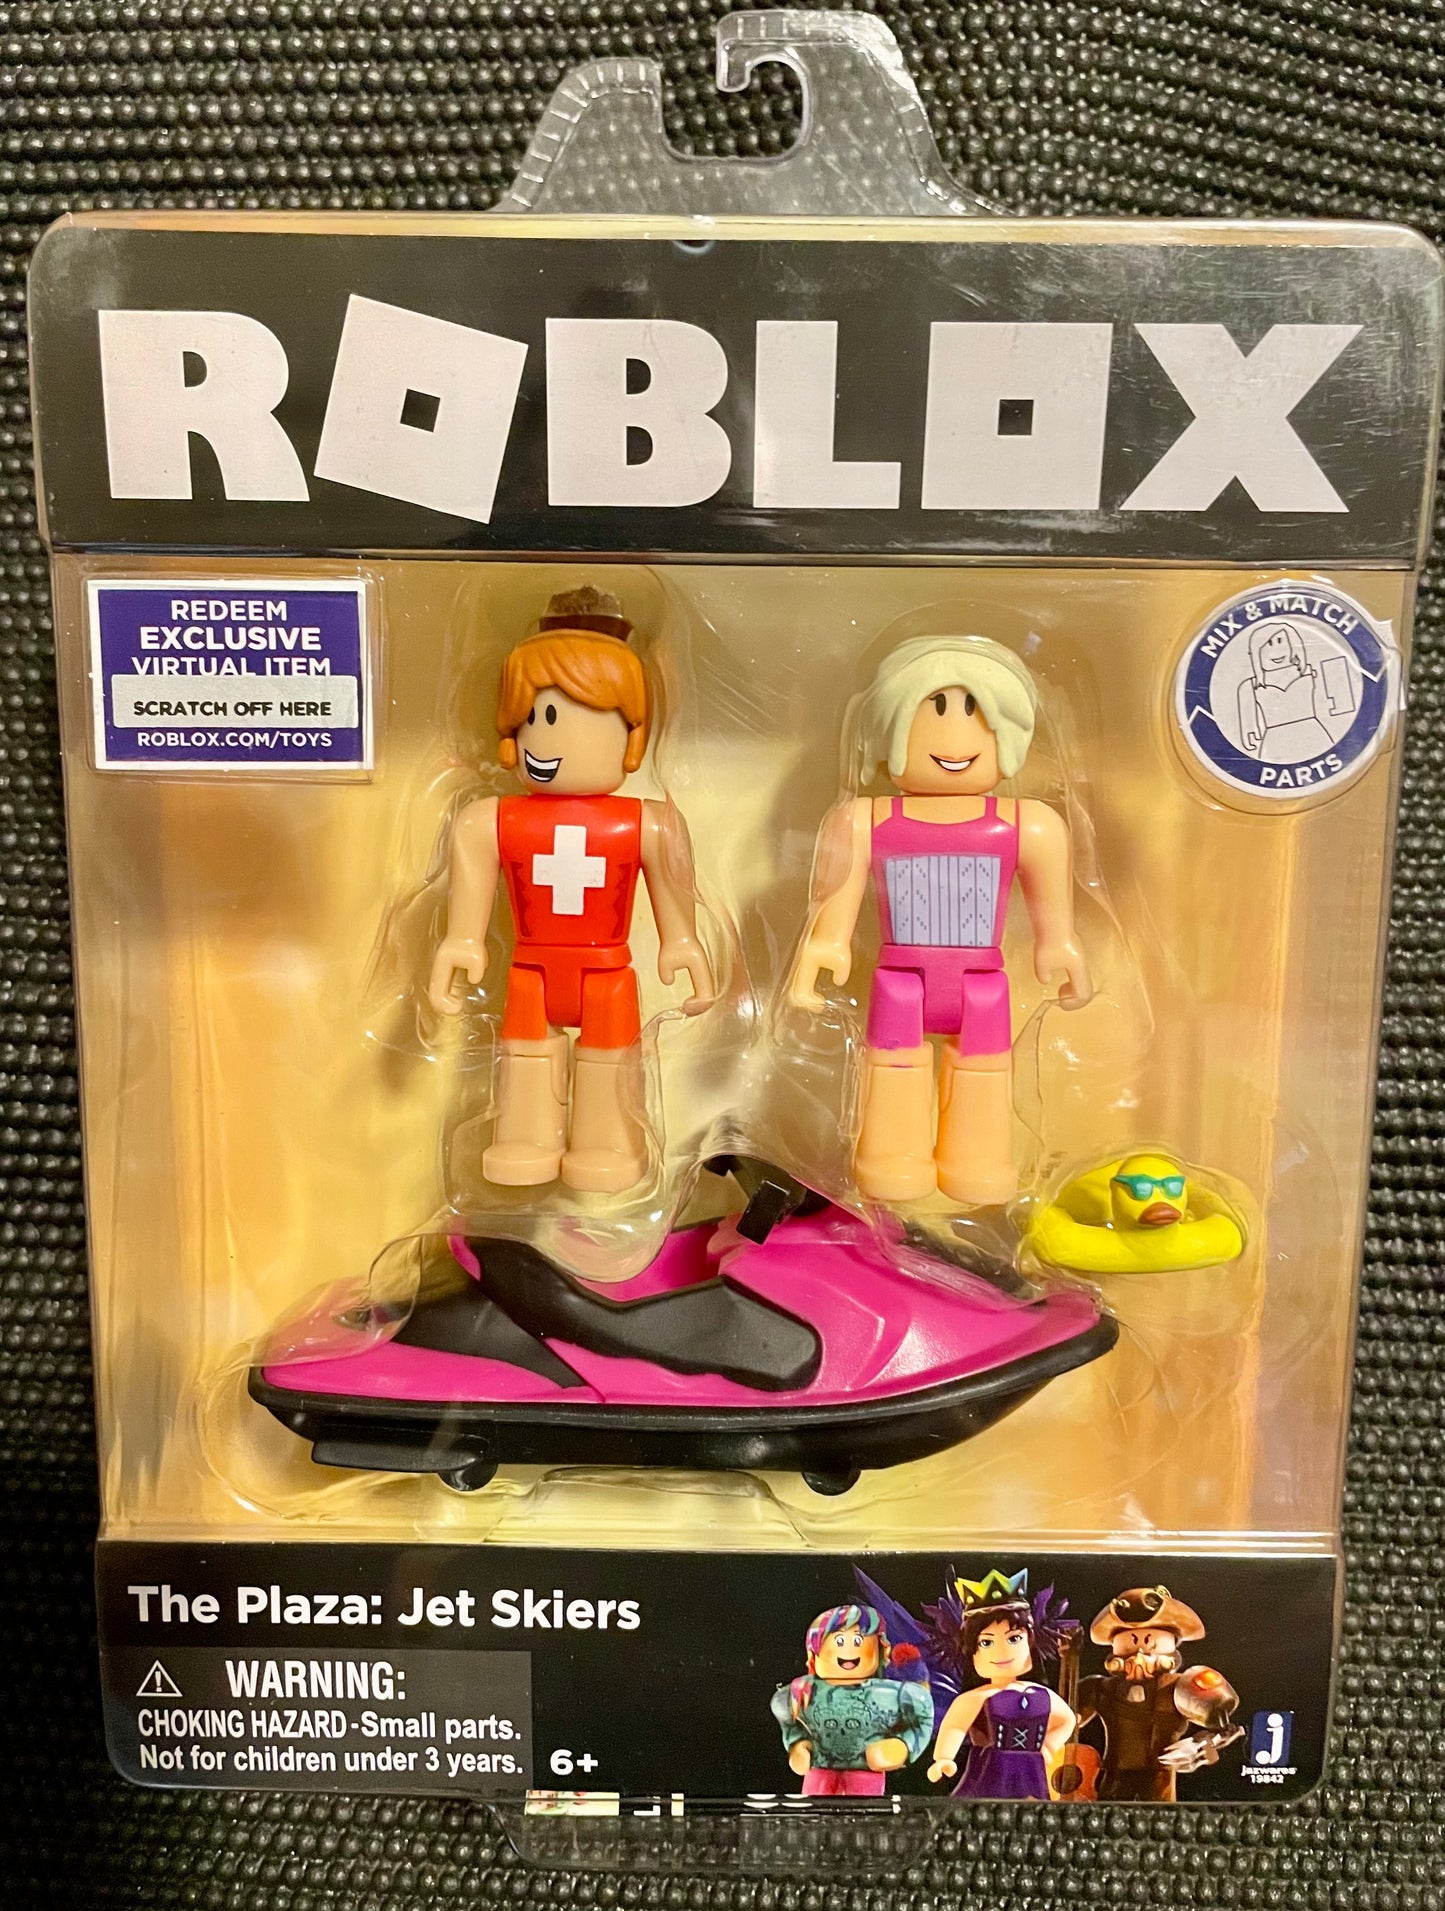 ROBLOX
REDEEM
EXCLUSIVE
VIRTUAL ITEM
SCRATCH OFF HERE
ROBLOX.COM/TOYS
MIX & MATCH
PARTS
The Plaza: Jet Skiers
WARNING:
CHOKING HAZARD - Small parts.
Not for children under 3 years.
6+
j
jazwares
19842